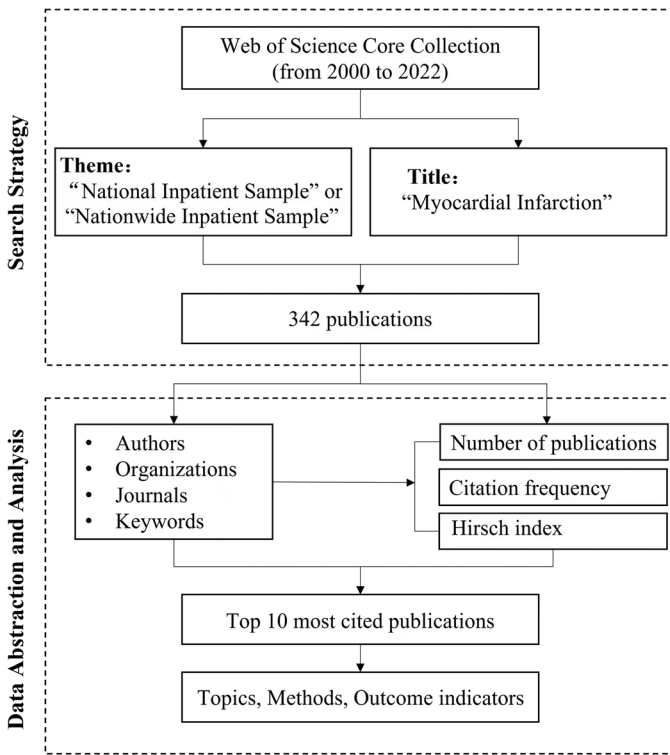 Search Strategy
Web of Science Core Collection
(from 2000 to 2022)
Theme：
“National Inpatient Sample” or
“Nationwide Inpatient Sample”
Title：
“Myocardial Infarction”
342 publications
Data Abstraction and Analysis
• Authors
• Organizations
• Journals
• Keywords
Number of publications
Citation frequency
Hirsch index
Top 10 most cited publications
Topics, Methods, Outcome indicators